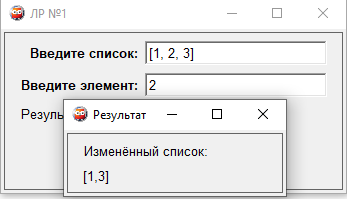 ЛР №1
Введите список: [1, 2, 3]
Введите элемент: 2
Резуль
Результат
Изменённый список:
[1,3]